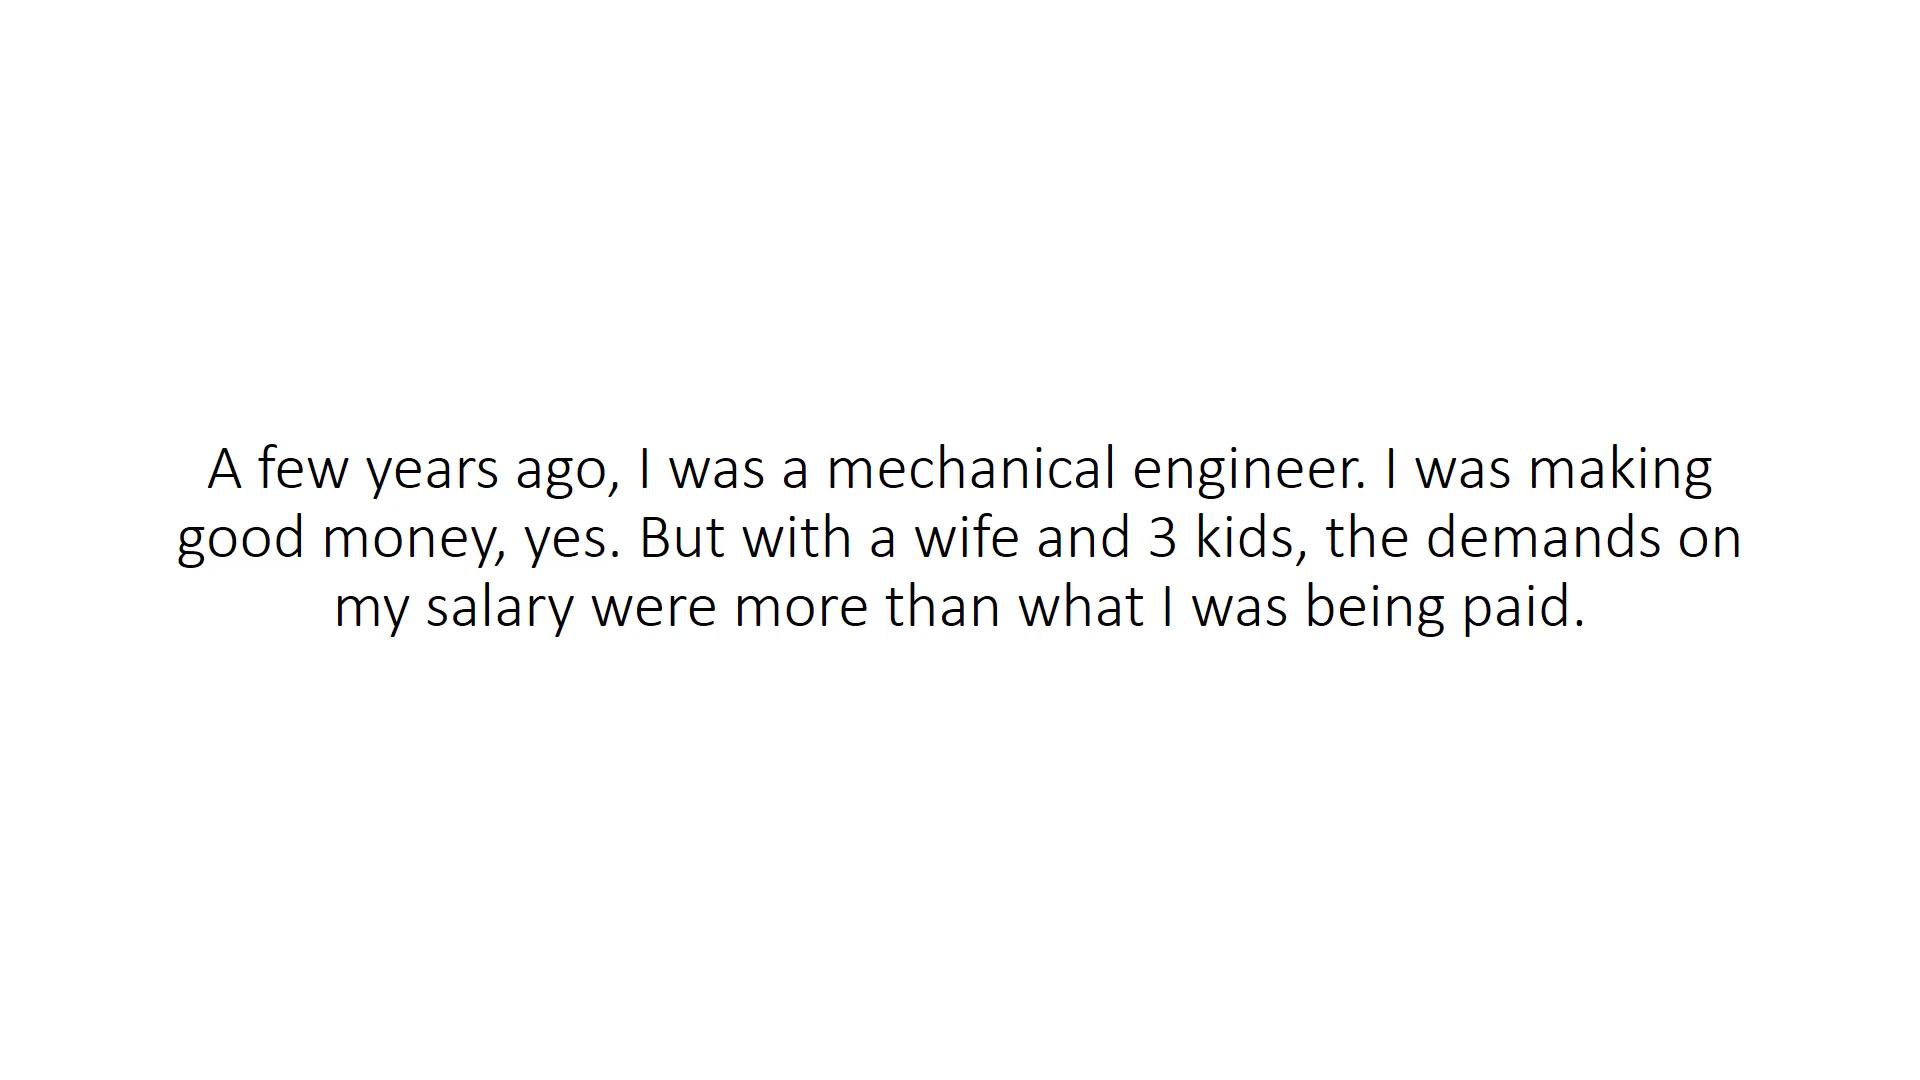 A few years ago, I was a mechanical engineer. I was making
good money, yes. But with a wife and 3 kids, the demands on
my salary were more than what I was being paid.